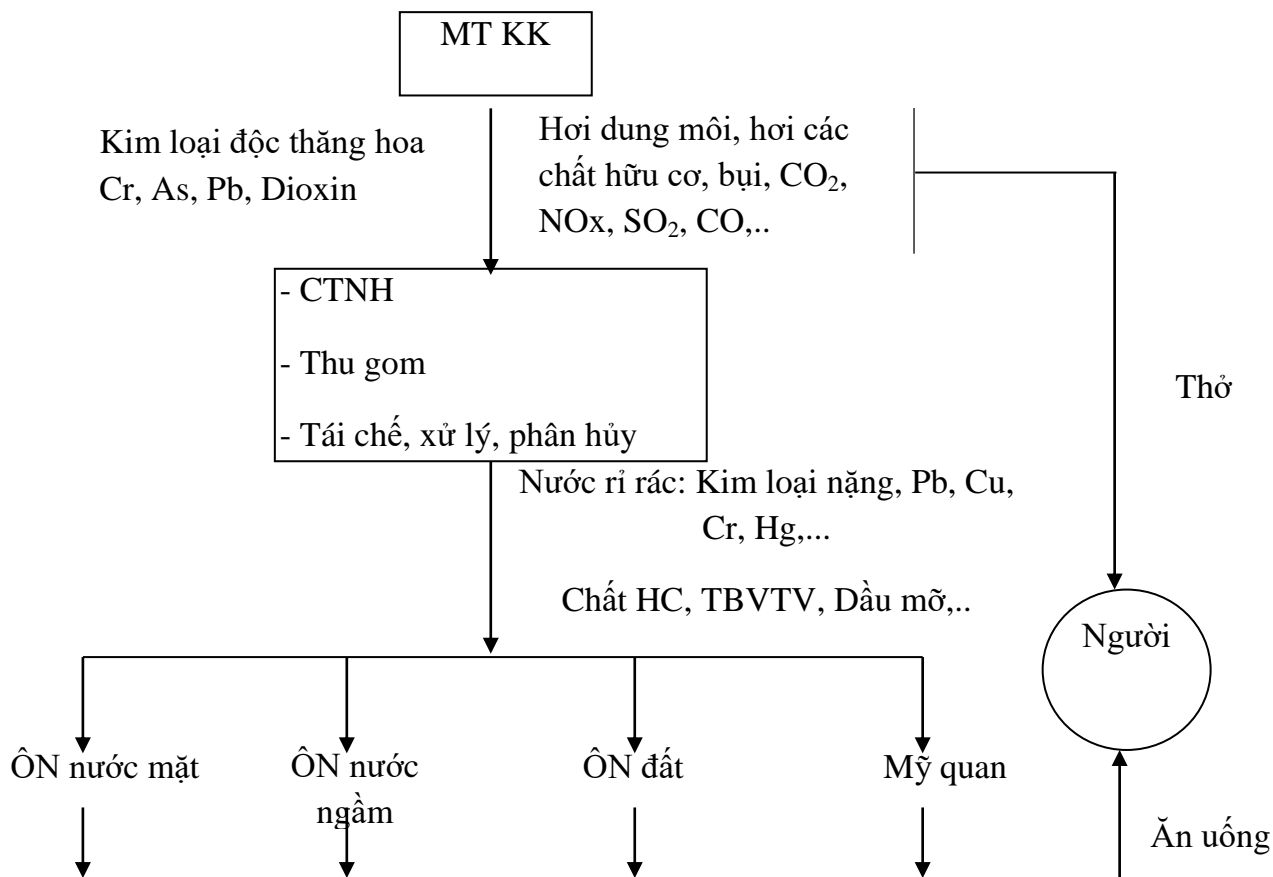 MT KK
Kim loại độc thăng hoa
Cr, As, Pb, Dioxin
Hơi dung môi, hơi các
chất hữu cơ, bụi, CO₂,
NOx, SO₂, CO,..
- CTNH
- Thu gom
- Tái chế, xử lý, phân hủy
Thở
Nước rỉ rác: Kim loại nặng, Pb, Cu,
Cr, Hg,...
Chất HC, TBVTV, Dầu mỡ,..
Người
ÔN nước mặt
ÔN nước
ngầm
ÔN đất
Mỹ quan
Ăn uống